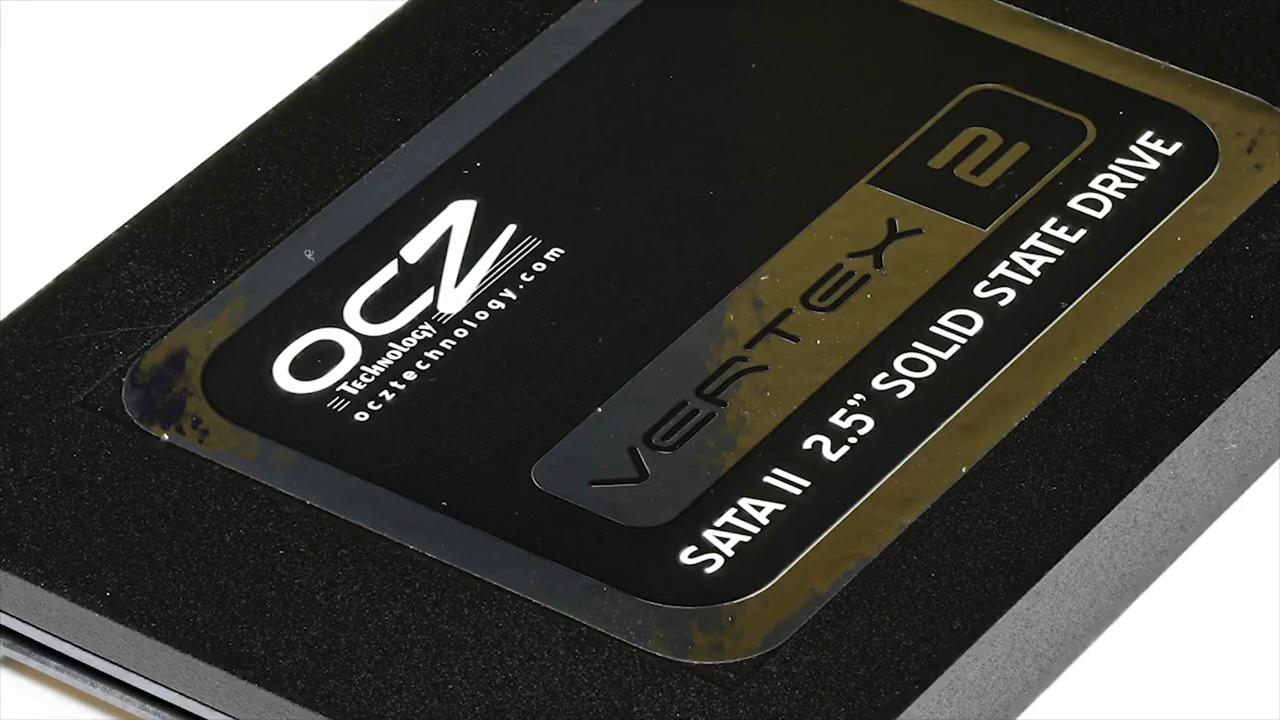 OCZ
Technology
ocztechnology.com
VERTEX 2
SATA II 2.5” SOLID STATE DRIVE